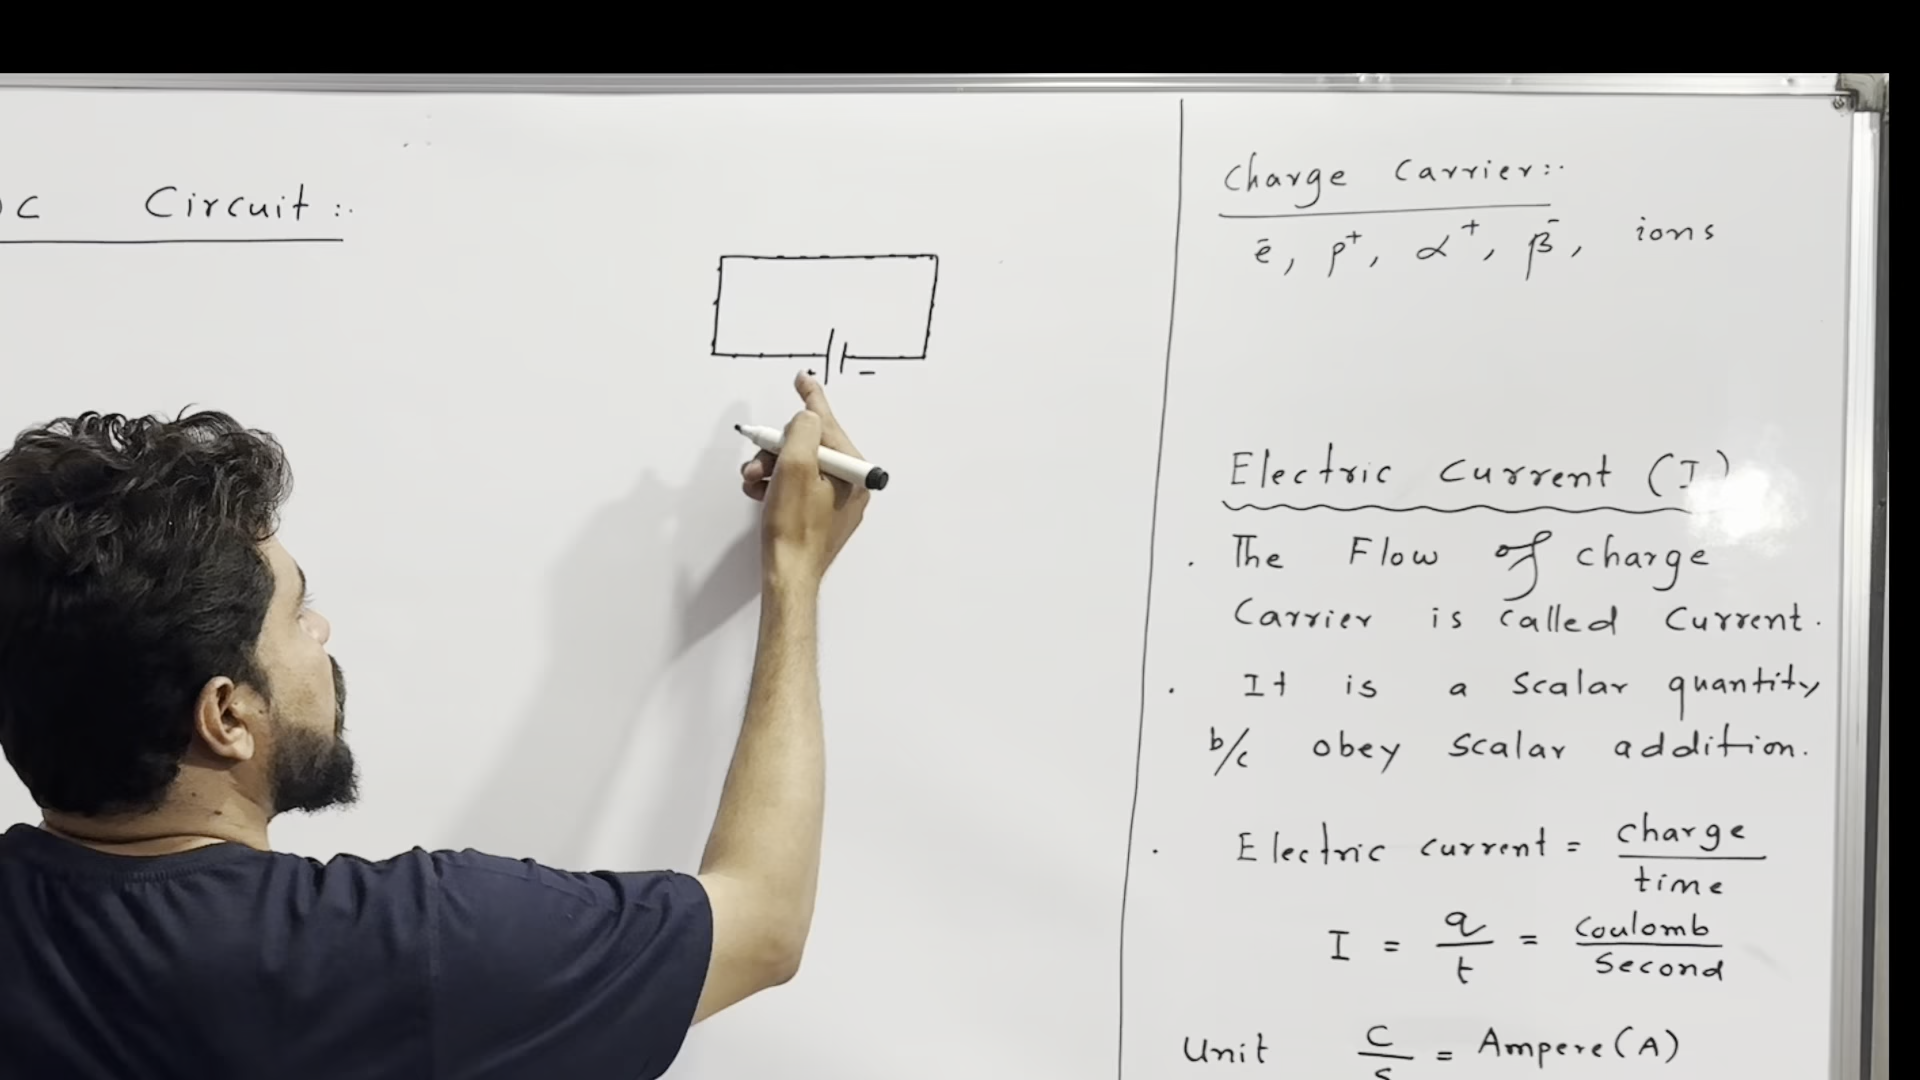 C Circuit :.
+ -
Charge Carrier:.
e⁻, p⁺, α⁺, β⁻, ions
Electric Current (I)
. The Flow of charge
Carrier is called Current.
. It is a Scalar quantity
b/c obey Scalar addition.
. Electric current = charge/time
I = q/t = Coulomb/Second
Unit C/s = Ampere(A)